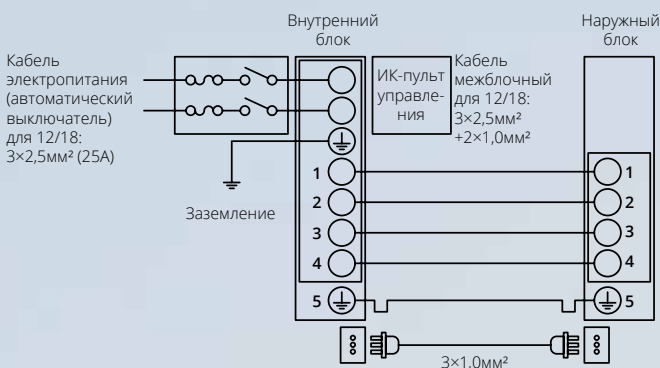 Внутренний
блок
Наружный
блок
Кабель
электропитания
(автоматический
выключатель)
для 12/18:
3×2,5мм² (25А)
ИК-пульт
управле-
ния
Кабель
межблочный
для 12/18:
3×2,5мм²
+2×1,0мм²
Заземление
1
2
3
4
5
1
2
3
4
5
3×1,0мм²